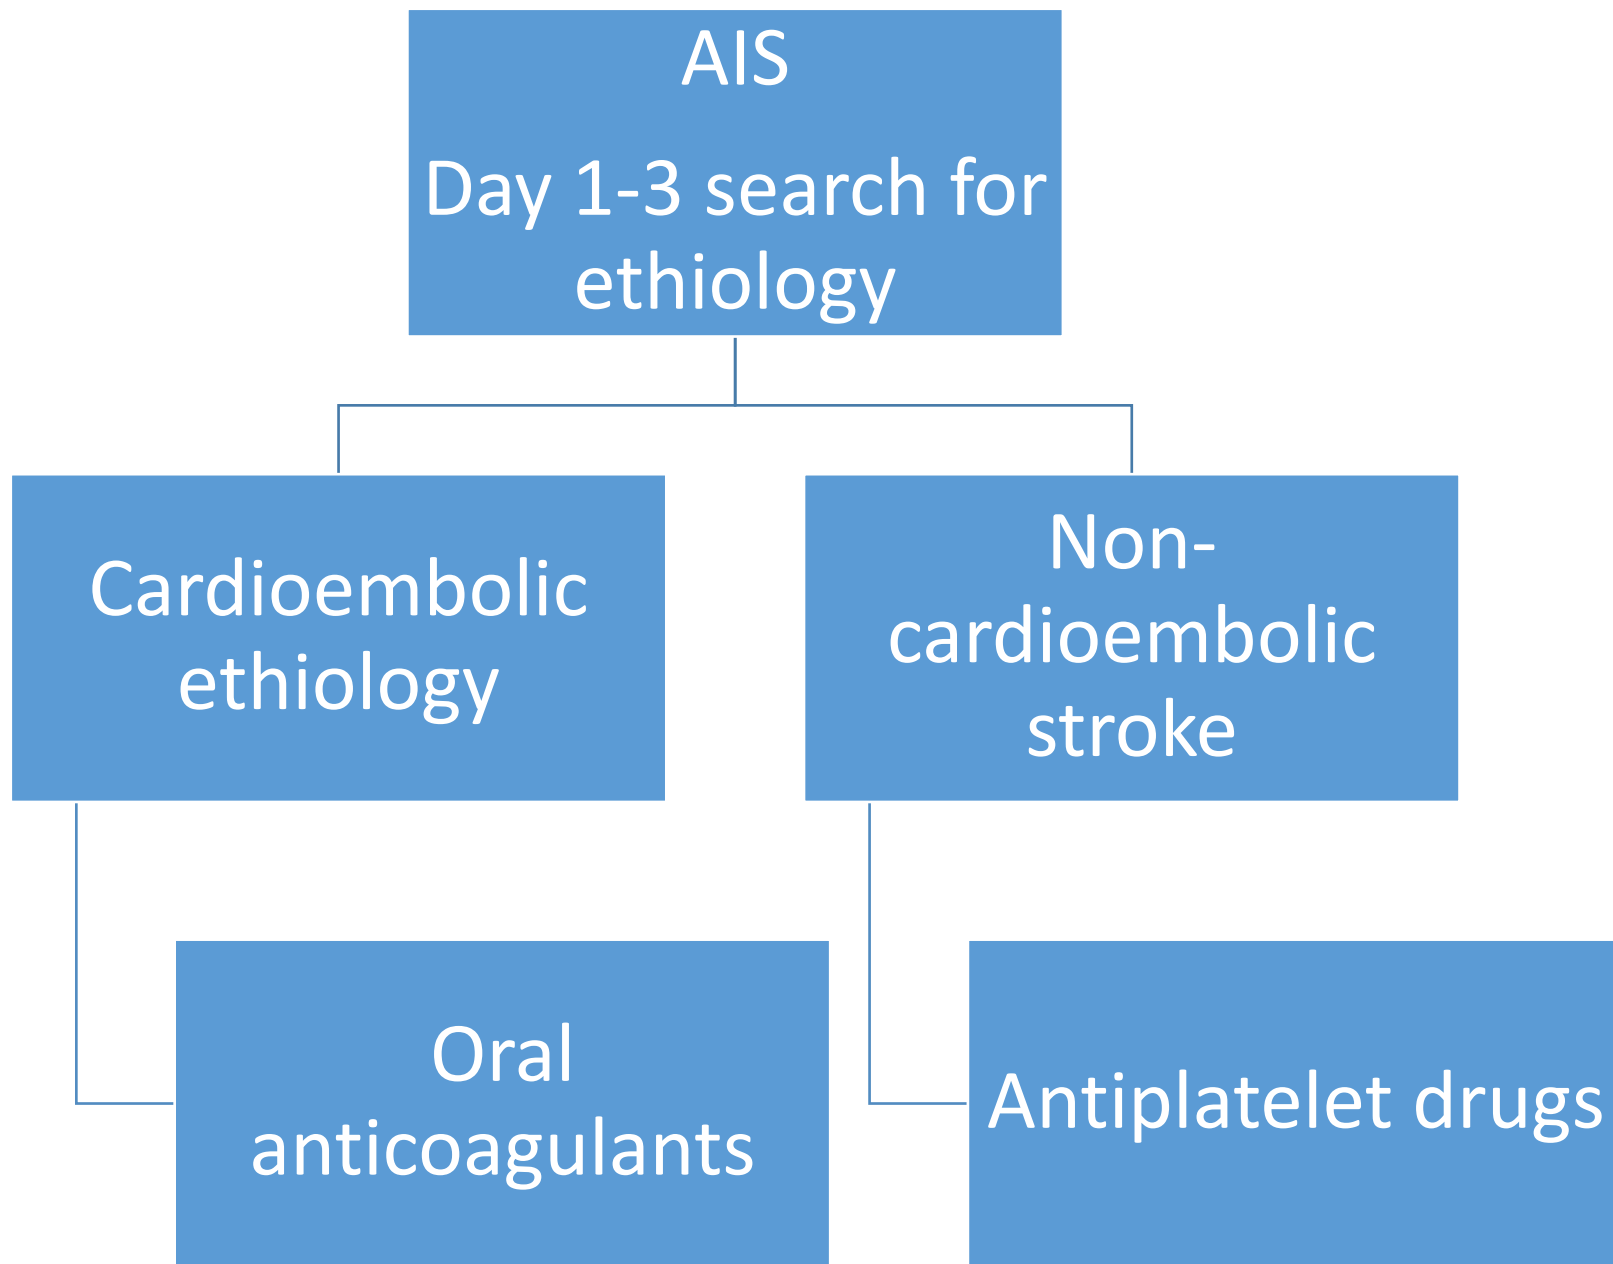 AIS
Day 1-3 search for
ethiology
Cardioembolic
ethiology
Non-
cardioembolic
stroke
Oral
anticoagulants
Antiplatelet drugs